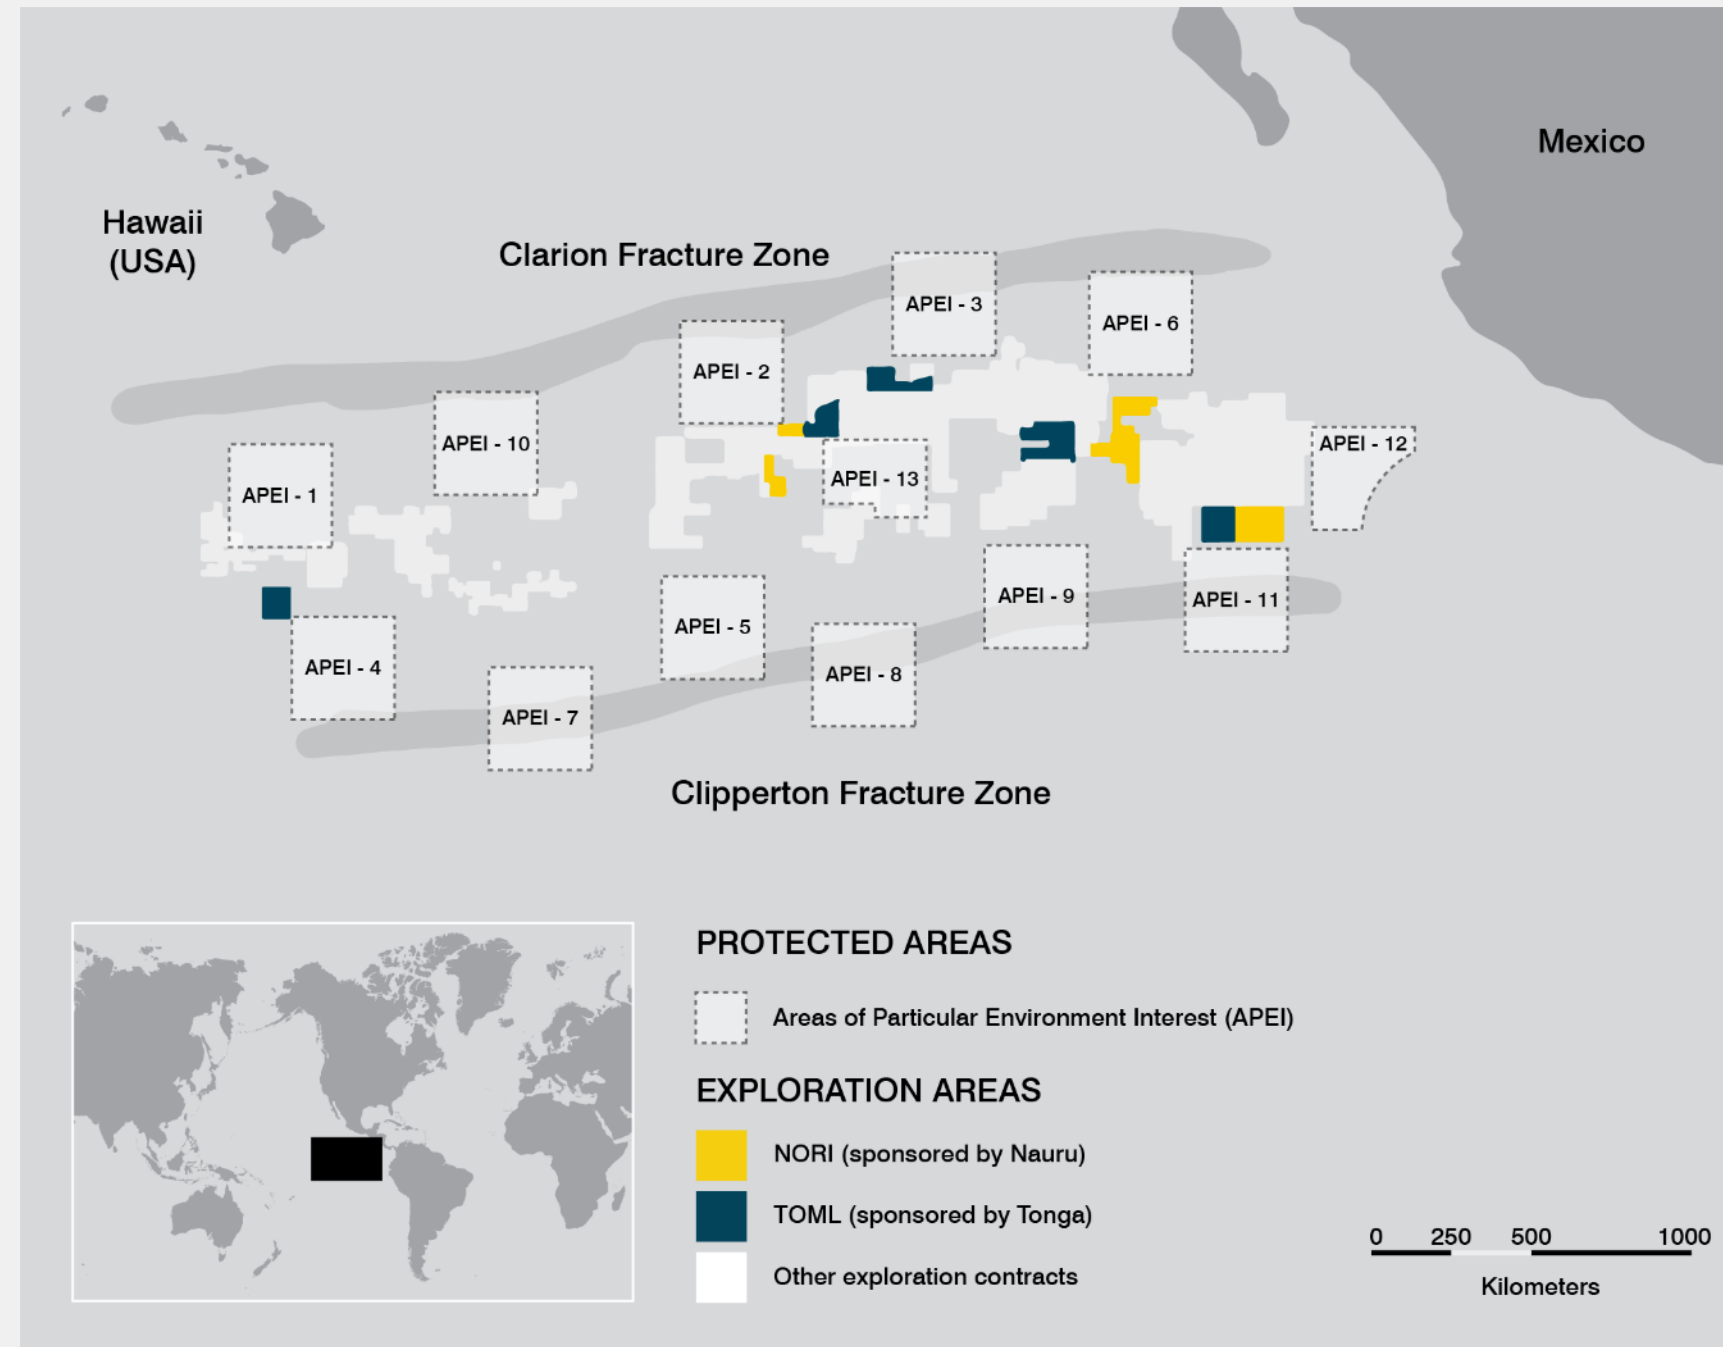 Mexico
Hawaii
(USA)
Clarion Fracture Zone
APEI - 3
APEI - 6
APEI - 2
APEI - 10
APEI - 12
APEI - 1
APEI - 13
APEI - 9
APEI - 11
APEI - 5
APEI - 4
APEI - 8
APEI - 7
Clipperton Fracture Zone
PROTECTED AREAS
Areas of Particular Environment Interest (APEI)
EXPLORATION AREAS
NORI (sponsored by Nauru)
TOML (sponsored by Tonga)
Other exploration contracts
0 250 500 1000
Kilometers